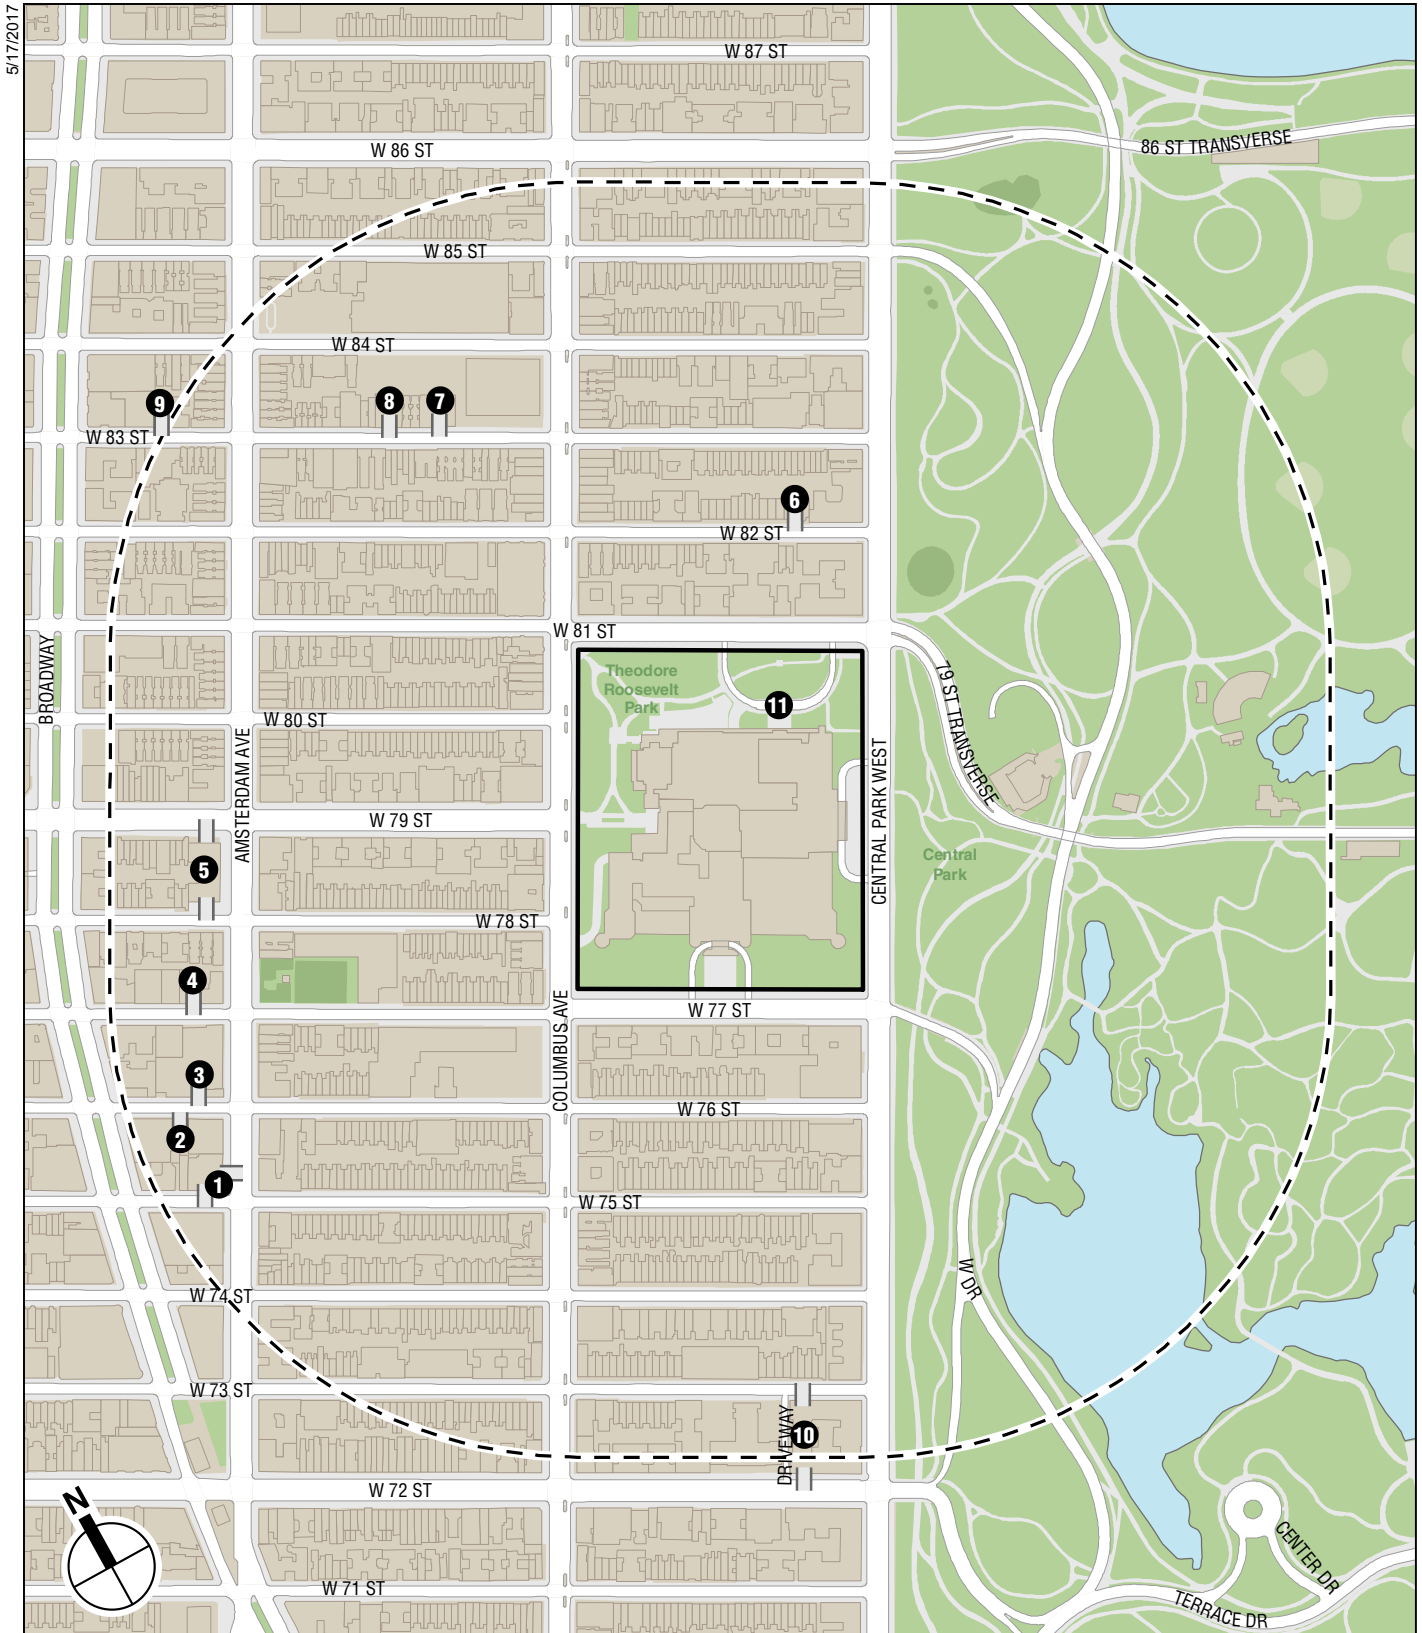 5/17/2017
W 87 ST
W 86 ST
86 ST TRANSVERSE
W 85 ST
W 84 ST
9
8
7
W 83 ST
6
W 82 ST
W 81 ST
BROADWAY
Theodore
Roosevelt
Park
11
79 ST TRANSVERSE
W 80 ST
AMSTERDAM AVE
CENTRAL PARK WEST
W 79 ST
Central
Park
5
W 78 ST
4
COLUMBUS AVE
W 77 ST
3
W 76 ST
2
1
W 75 ST
W DR
W 74 ST
W 73 ST
DRIVEWAY
10
W 72 ST
N
CENTER DR
W 71 ST
TERRACE DR